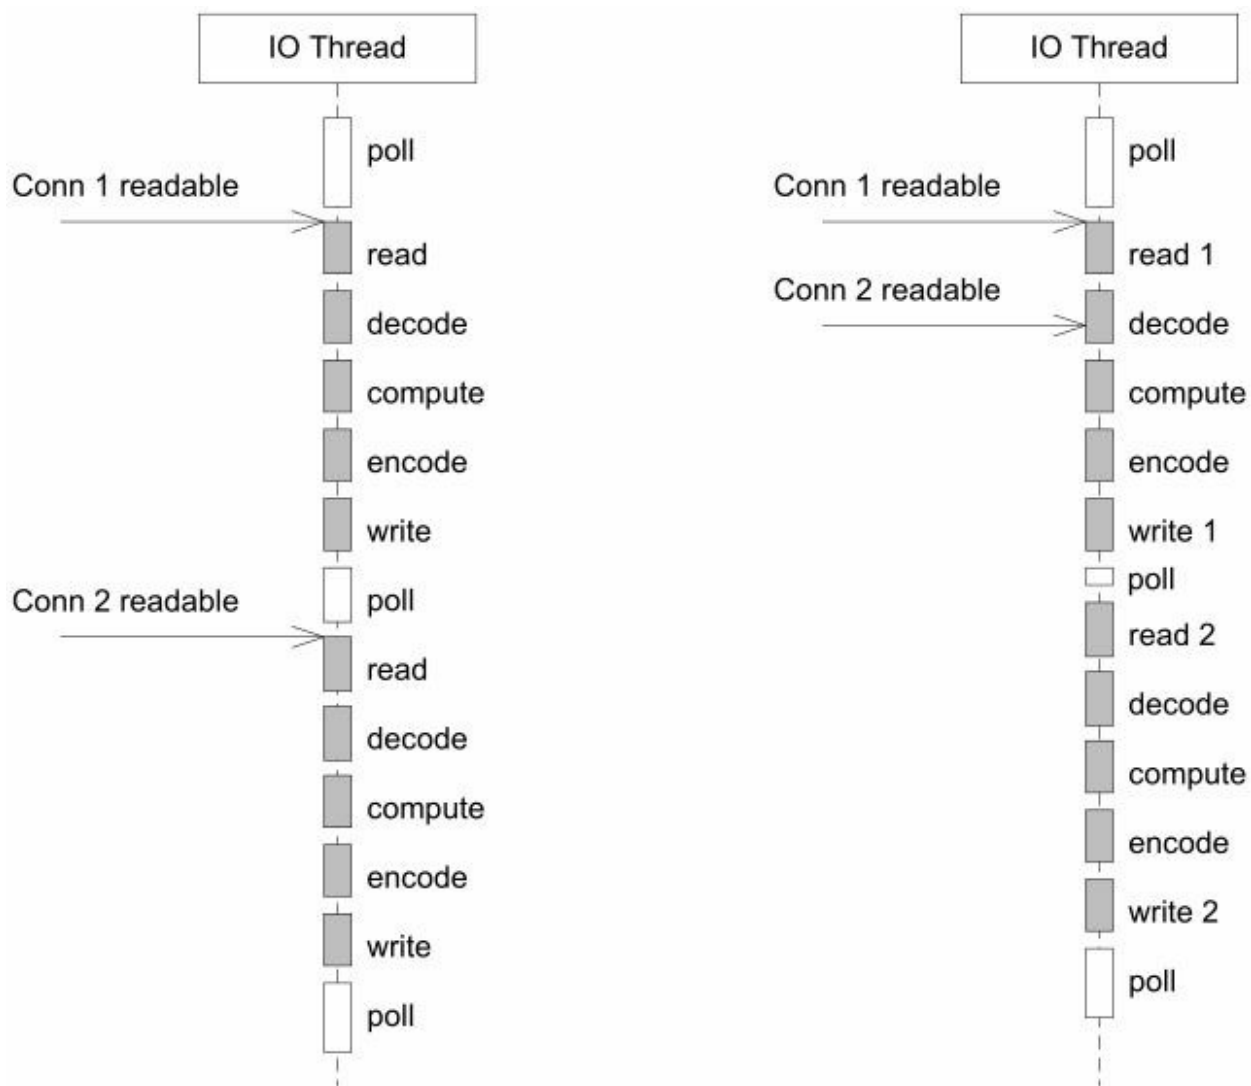 IO Thread
poll
Conn 1 readable
read
decode
compute
encode
write
poll
Conn 2 readable
read
decode
compute
encode
write
poll
IO Thread
poll
Conn 1 readable
read 1
Conn 2 readable
decode
compute
encode
write 1
poll
read 2
decode
compute
encode
write 2
poll